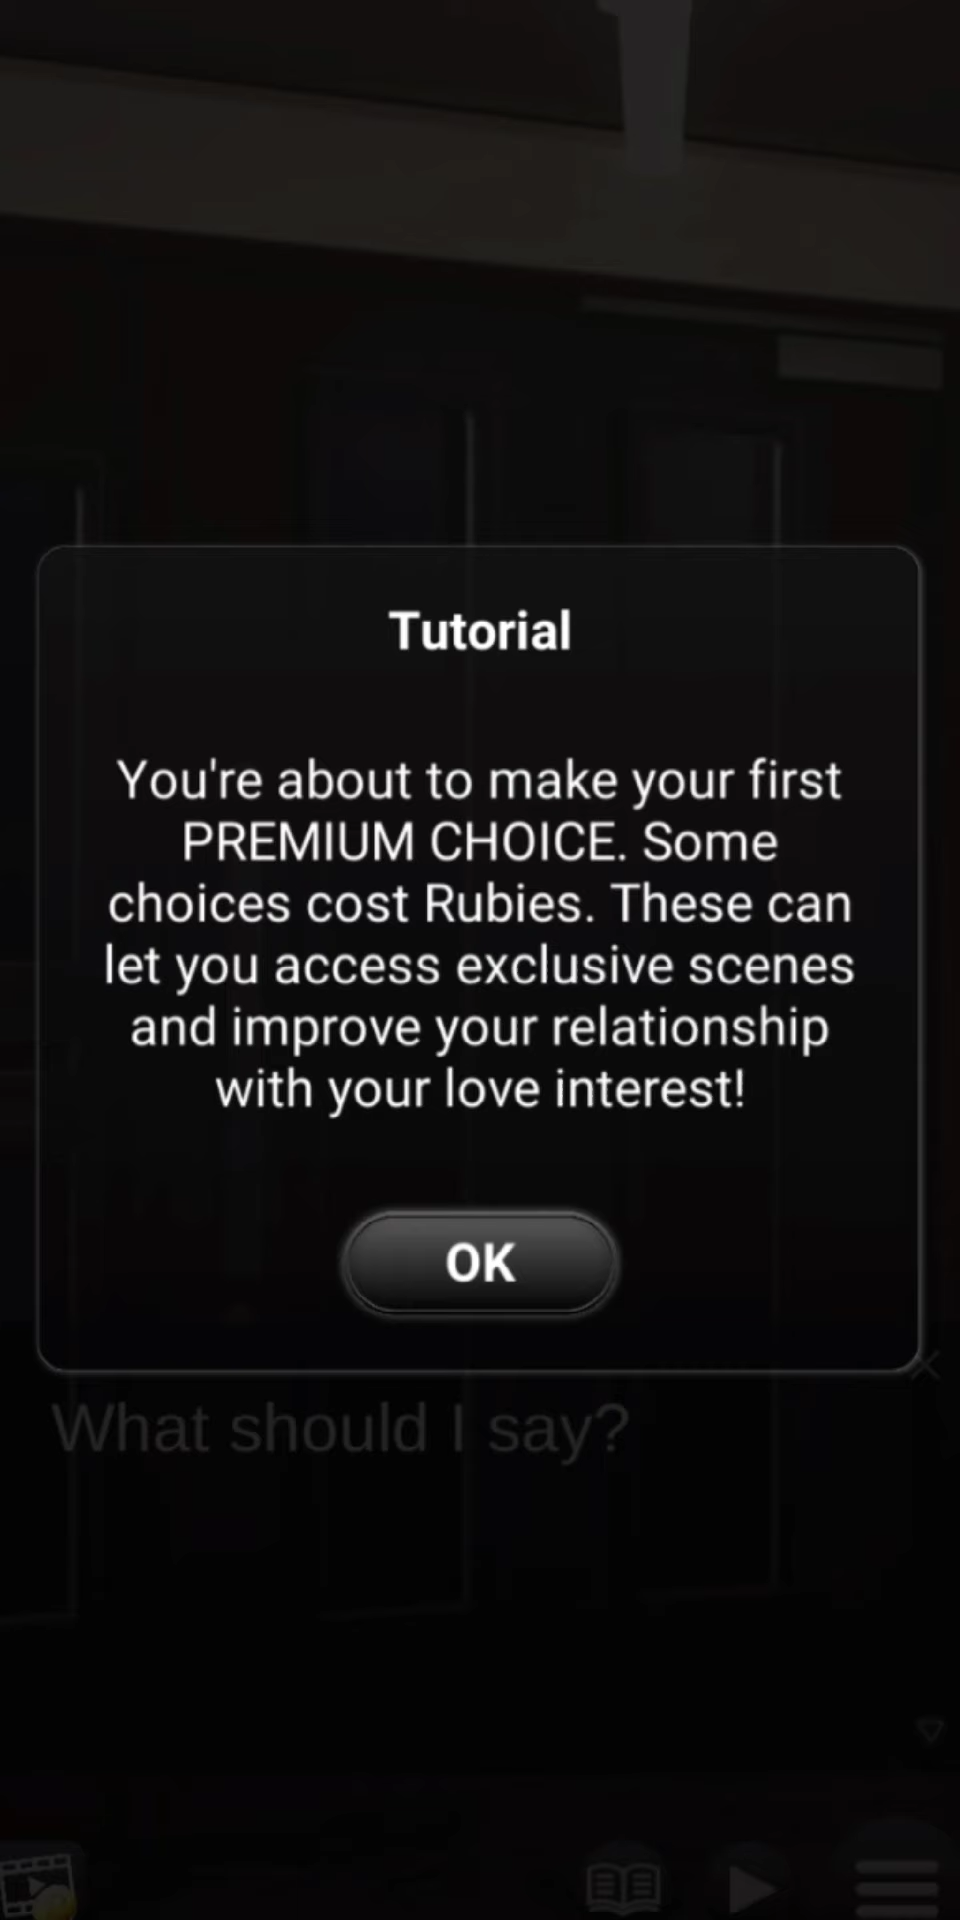 Tutorial
You're about to make your first
PREMIUM CHOICE. Some
choices cost Rubies. These can
let you access exclusive scenes
and improve your relationship
with your love interest!
OK
What should I say?